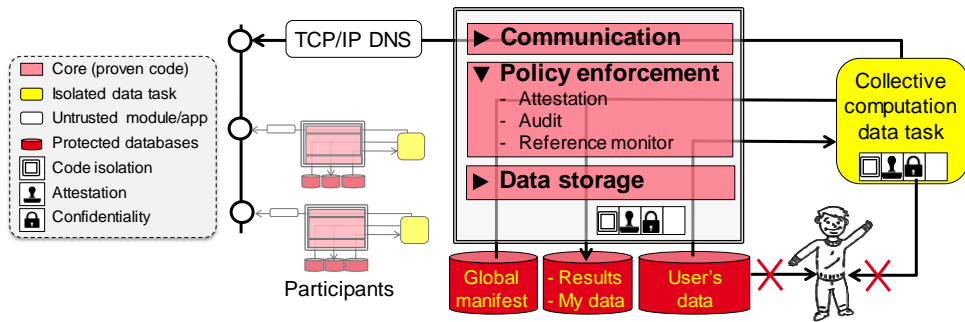 TCP/IP DNS
Core (proven code)
Isolated data task
Untrusted module/app
Protected databases
Code isolation
Attestation
Confidentiality
Participants
► Communication
▼ Policy enforcement
- Attestation
- Audit
- Reference monitor
► Data storage
Collective
computation
data task
Global
manifest
- Results
- My data
User's
data